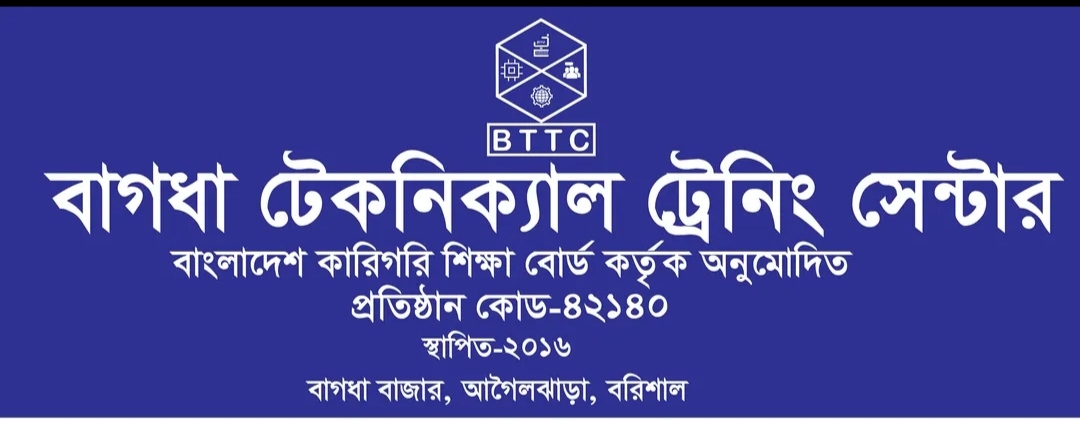 BTTC
বাগধা টেকনিক্যাল ট্রেনিং সেন্টার
বাংলাদেশ কারিগরি শিক্ষা বোর্ড কর্তৃক অনুমোদিত
প্রতিষ্ঠান কোড-৪২১৪০
স্থাপিত-২০১৬
বাগধা বাজার, আগৈলঝাড়া, বরিশাল